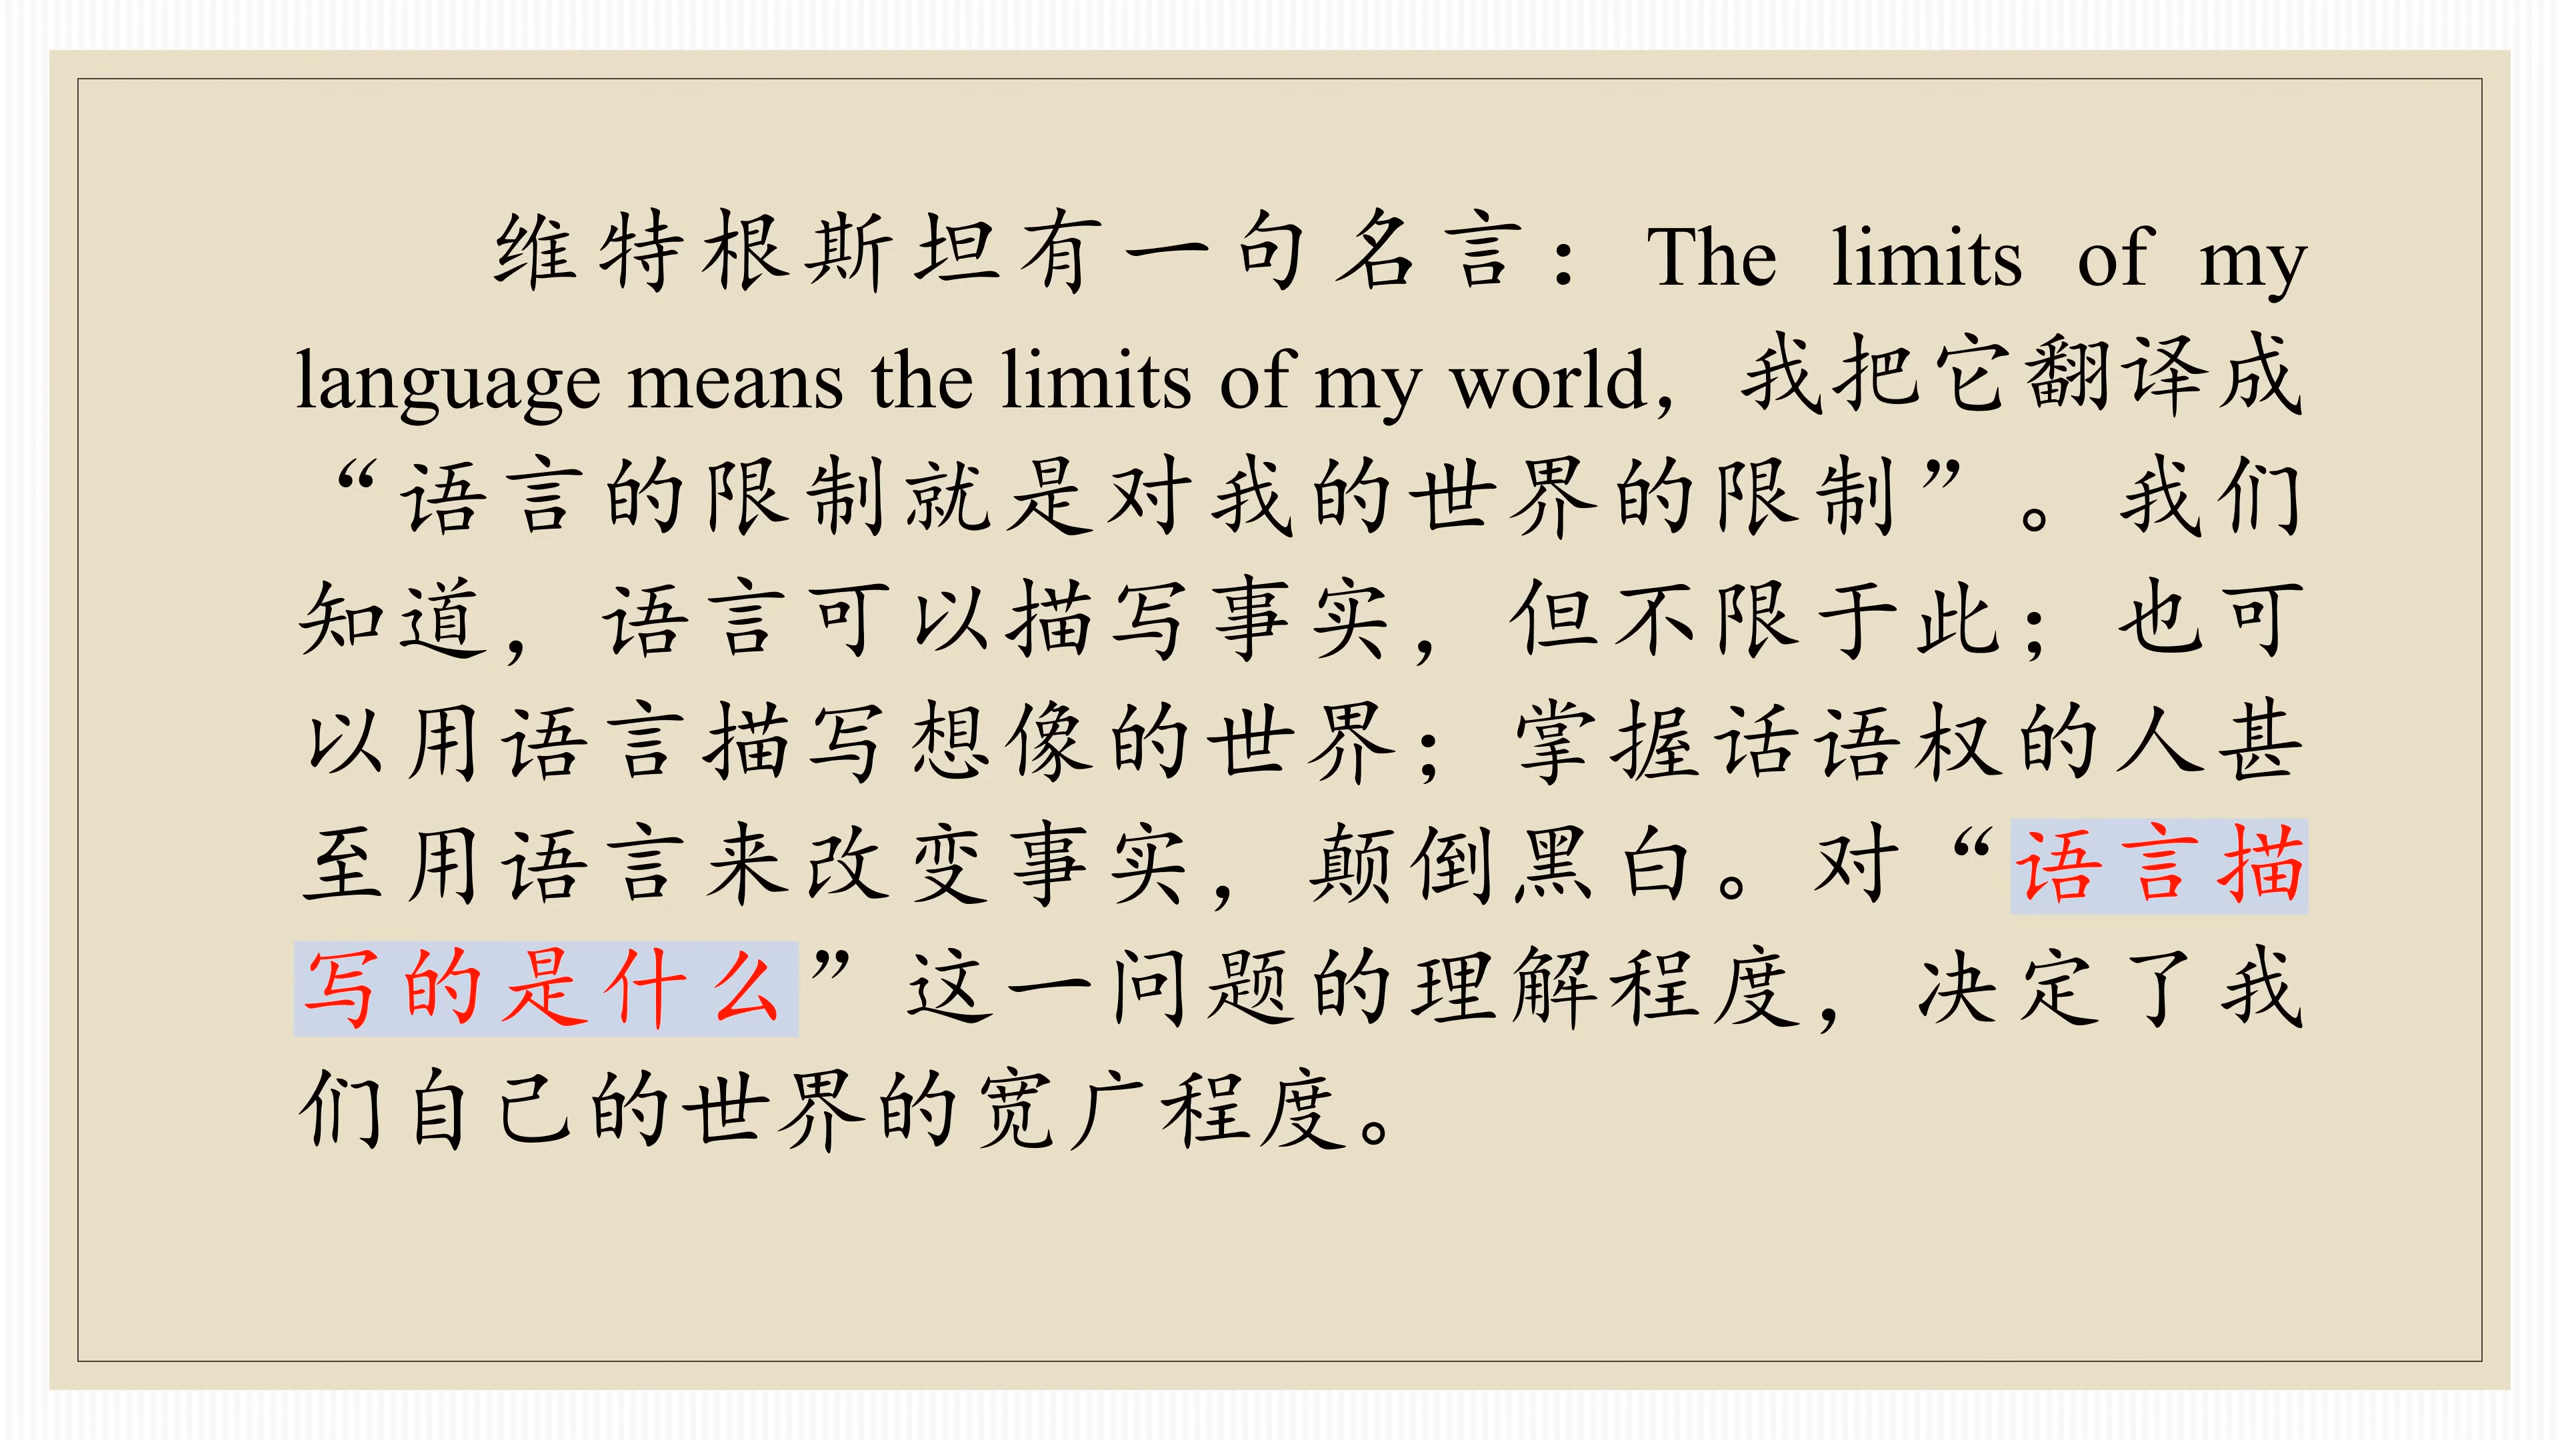 维特根斯坦有一句名言：The limits of my
language means the limits of my world，我把它翻译成
“语言的限制就是对我的世界的限制”。我们
知道，语言可以描写事实，但不限于此；也可
以用语言描写想像的世界；掌握话语权的人甚
至用语言来改变事实，颠倒黑白。对“语言描
写的是什么”这一问题的理解程度，决定了我
们自己的世界的宽广程度。